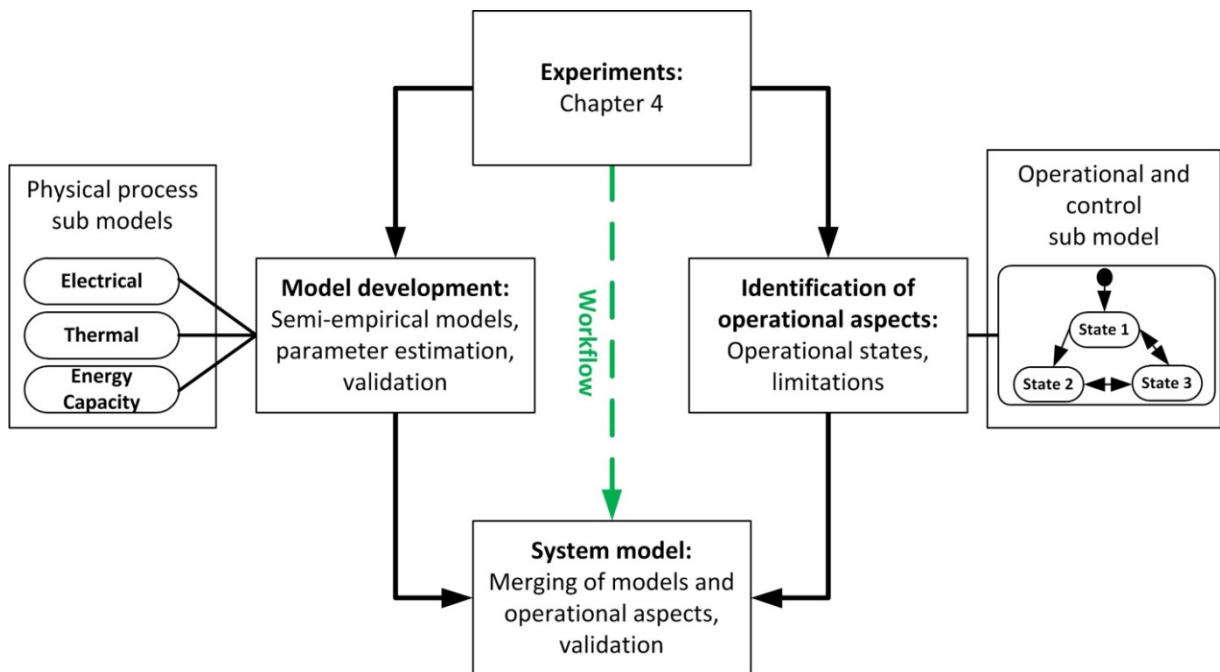 Experiments:
Chapter 4
Physical process
sub models
Electrical
Thermal
Energy
Capacity
Model development:
Semi-empirical models,
parameter estimation,
validation
Workflow
Identification of
operational aspects:
Operational states,
limitations
Operational and
control
sub model
State 1
State 2
State 3
System model:
Merging of models and
operational aspects,
validation